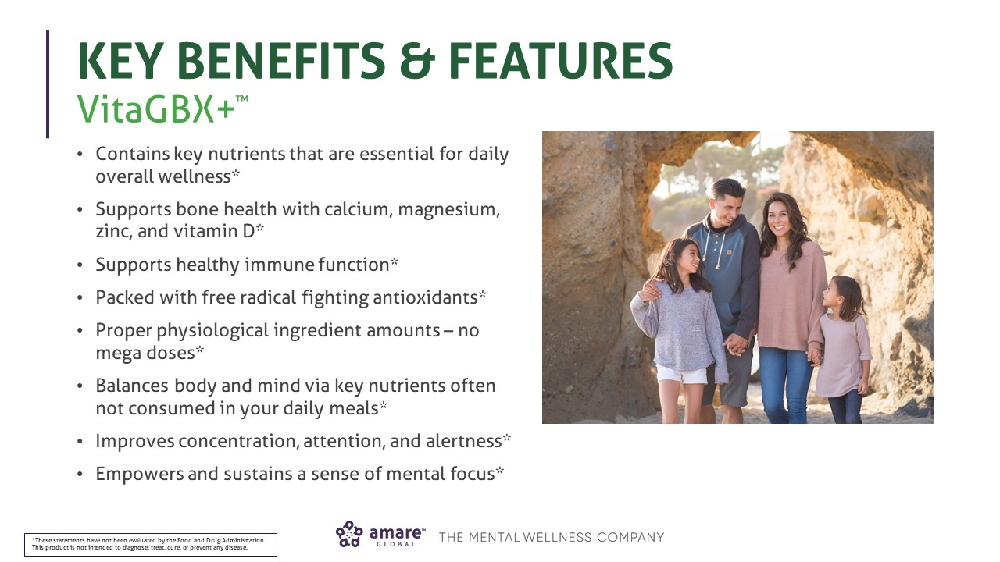 KEY BENEFITS & FEATURES
VitaGBX+™
• Contains key nutrients that are essential for daily
overall wellness*
• Supports bone health with calcium, magnesium,
zinc, and vitamin D*
• Supports healthy immune function*
• Packed with free radical fighting antioxidants*
• Proper physiological ingredient amounts – no
mega doses*
• Balances body and mind via key nutrients often
not consumed in your daily meals*
• Improves concentration, attention, and alertness*
• Empowers and sustains a sense of mental focus*
*These statements have not been evaluated by the Food and Drug Administration.
This product is not intended to diagnose, treat, cure, or prevent any disease.
amare™
GLOBAL
THE MENTAL WELLNESS COMPANY